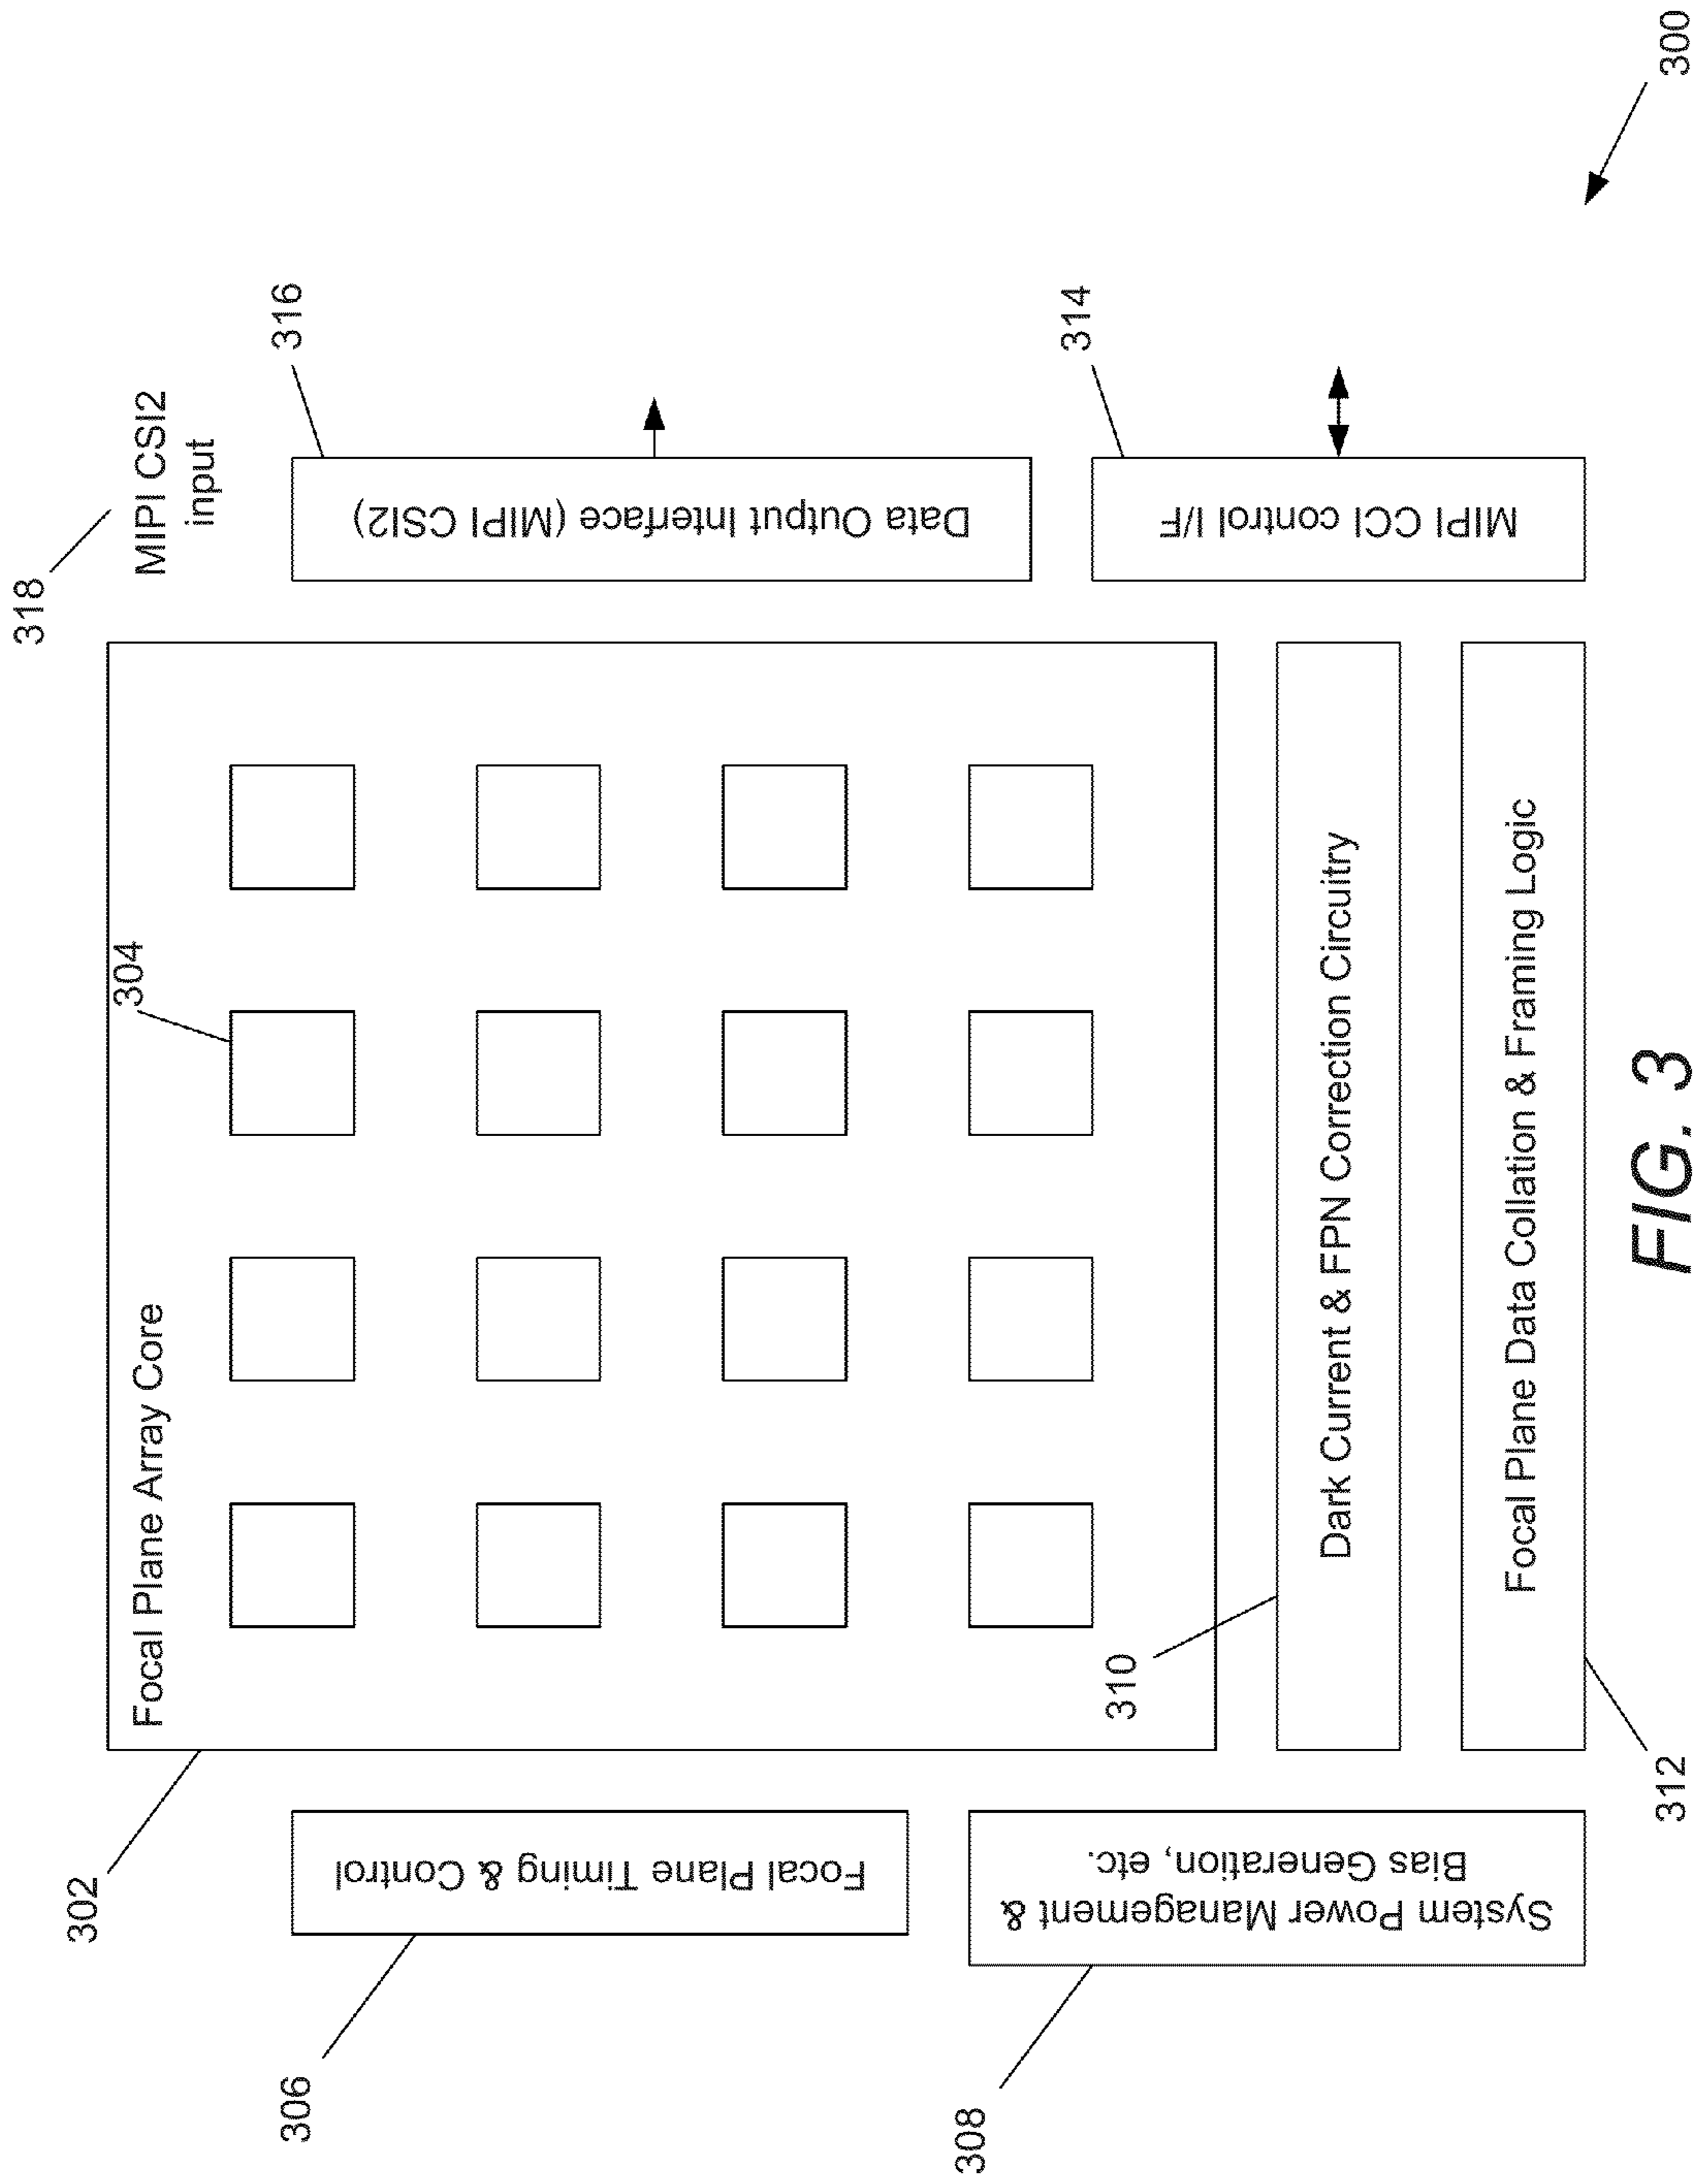 318
MIPI CSI2
input
Focal Plane Array Core
304
302
306
Focal Plane Timing & Control
308
System Power Management &
Bias Generation, etc.
316
Data Output Interface (MIPI CSI2)
314
MIPI CCI control I/F
310
Dark Current & FPN Correction Circuitry
Focal Plane Data Collation & Framing Logic
312
300
FIG. 3